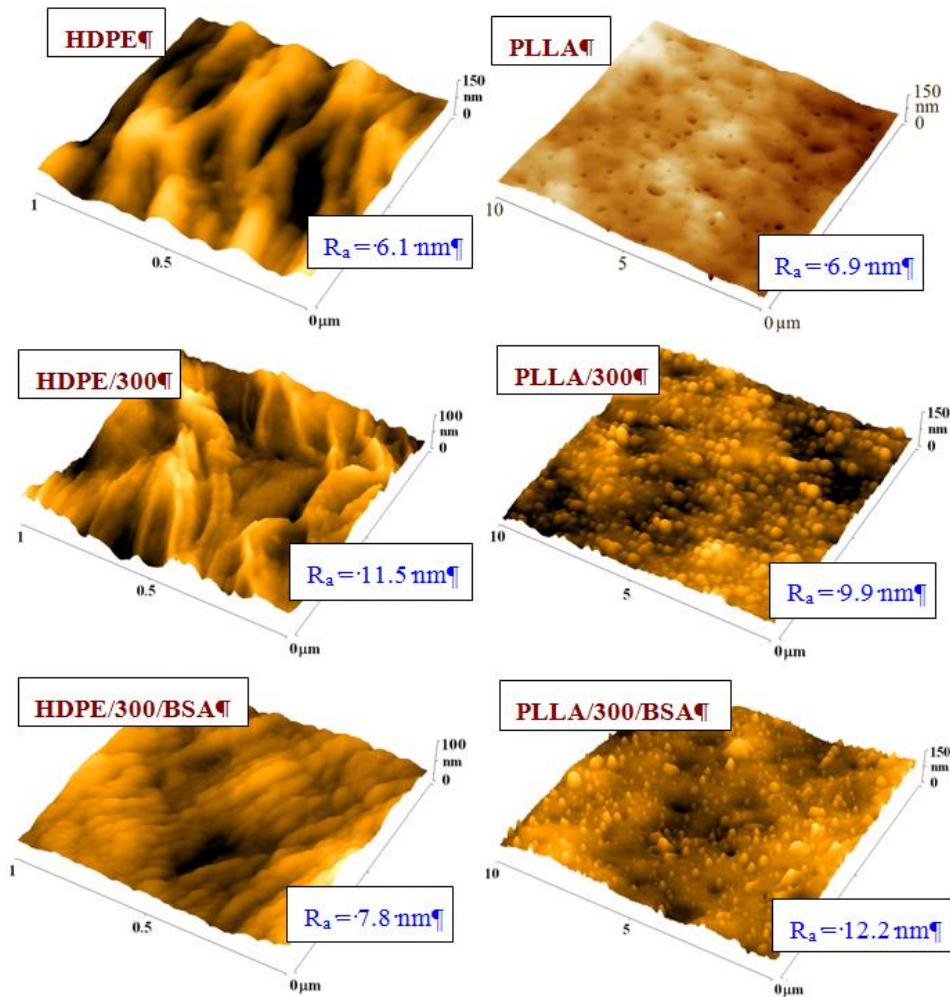 HDPE¶
150
nm
0
1
0.5
0 µm
Ra = · 6.1 · nm¶
PLLA¶
150
nm
0
10
5
0 µm
Ra = · 6.9 · nm¶
HDPE/300¶
100
nm
0
1
0.5
0 µm
Ra = · 11.5 · nm¶
PLLA/300¶
150
nm
0
10
5
0 µm
Ra = · 9.9 · nm¶
HDPE/300/BSA¶
100
nm
0
1
0.5
0 µm
Ra = · 7.8 · nm¶
PLLA/300/BSA¶
150
nm
0
10
5
0 µm
Ra = · 12.2 · nm¶